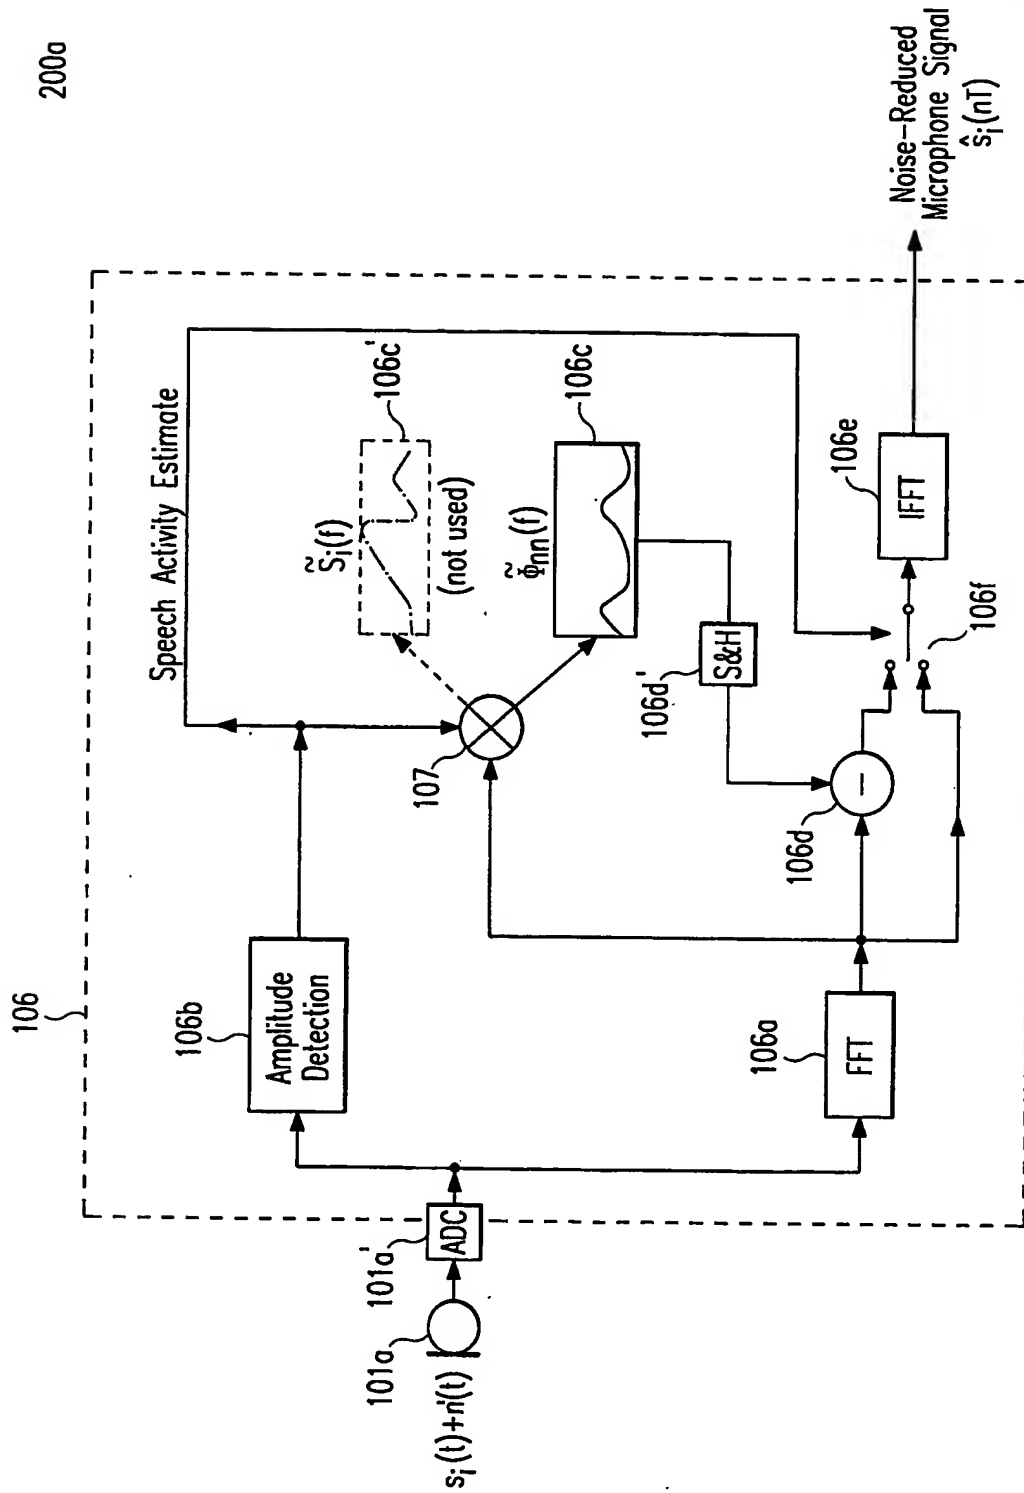 200a
106
Speech Activity Estimate
106b
Amplitude
Detection
107
S̃i(f)
(not used)
106c'
Φ̃nn(f)
106c
106d'
S&H
101a
101a'
ADC
si(t)+n'(t)
106a
FFT
106d
−
106f
106e
IFFT
Noise-Reduced
Microphone Signal
ŝi(nT)